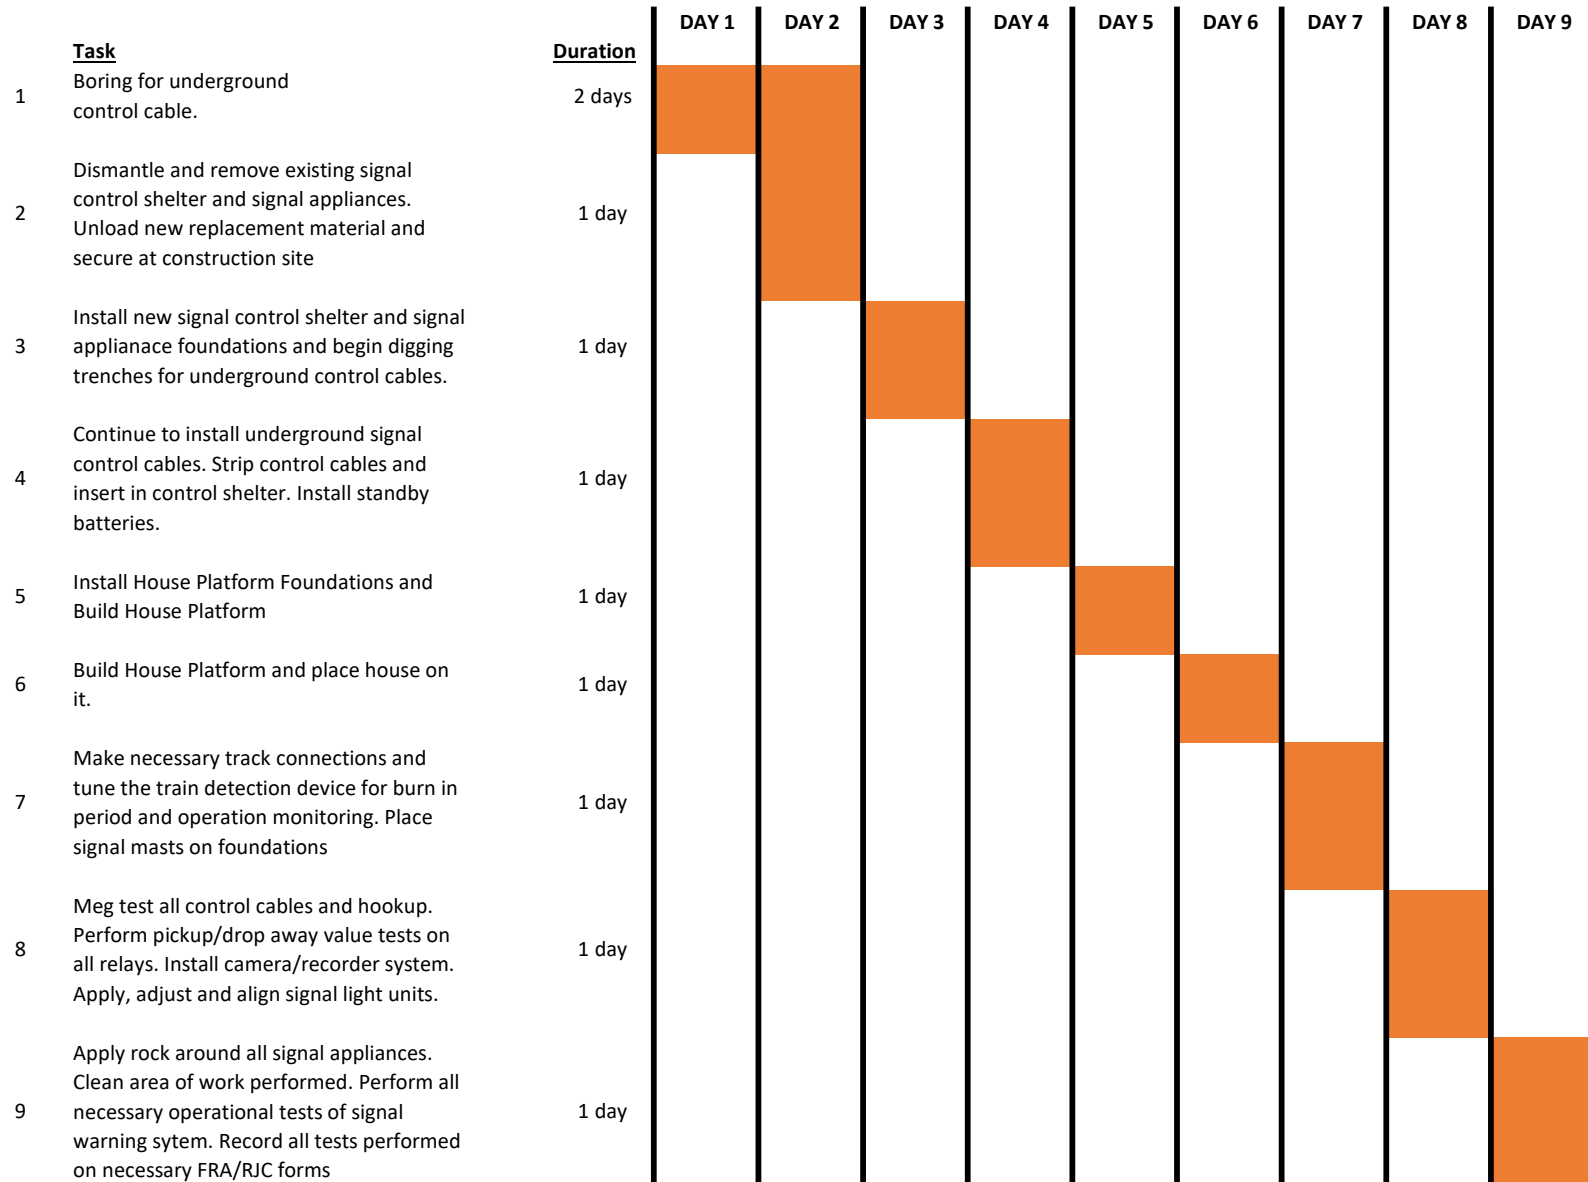 DAY 1 DAY 2 DAY 3 DAY 4 DAY 5 DAY 6 DAY 7 DAY 8 DAY 9
Task Duration
1 Boring for underground
control cable. 2 days
2 Dismantle and remove existing signal
control shelter and signal appliances.
Unload new replacement material and
secure at construction site 1 day
3 Install new signal control shelter and signal
applianace foundations and begin digging
trenches for underground control cables. 1 day
4 Continue to install underground signal
control cables. Strip control cables and
insert in control shelter. Install standby
batteries. 1 day
5 Install House Platform Foundations and
Build House Platform 1 day
6 Build House Platform and place house on
it. 1 day
7 Make necessary track connections and
tune the train detection device for burn in
period and operation monitoring. Place
signal masts on foundations 1 day
8 Meg test all control cables and hookup.
Perform pickup/drop away value tests on
all relays. Install camera/recorder system.
Apply, adjust and align signal light units. 1 day
9 Apply rock around all signal appliances.
Clean area of work performed. Perform all
necessary operational tests of signal
warning sytem. Record all tests performed
on necessary FRA/RJC forms 1 day